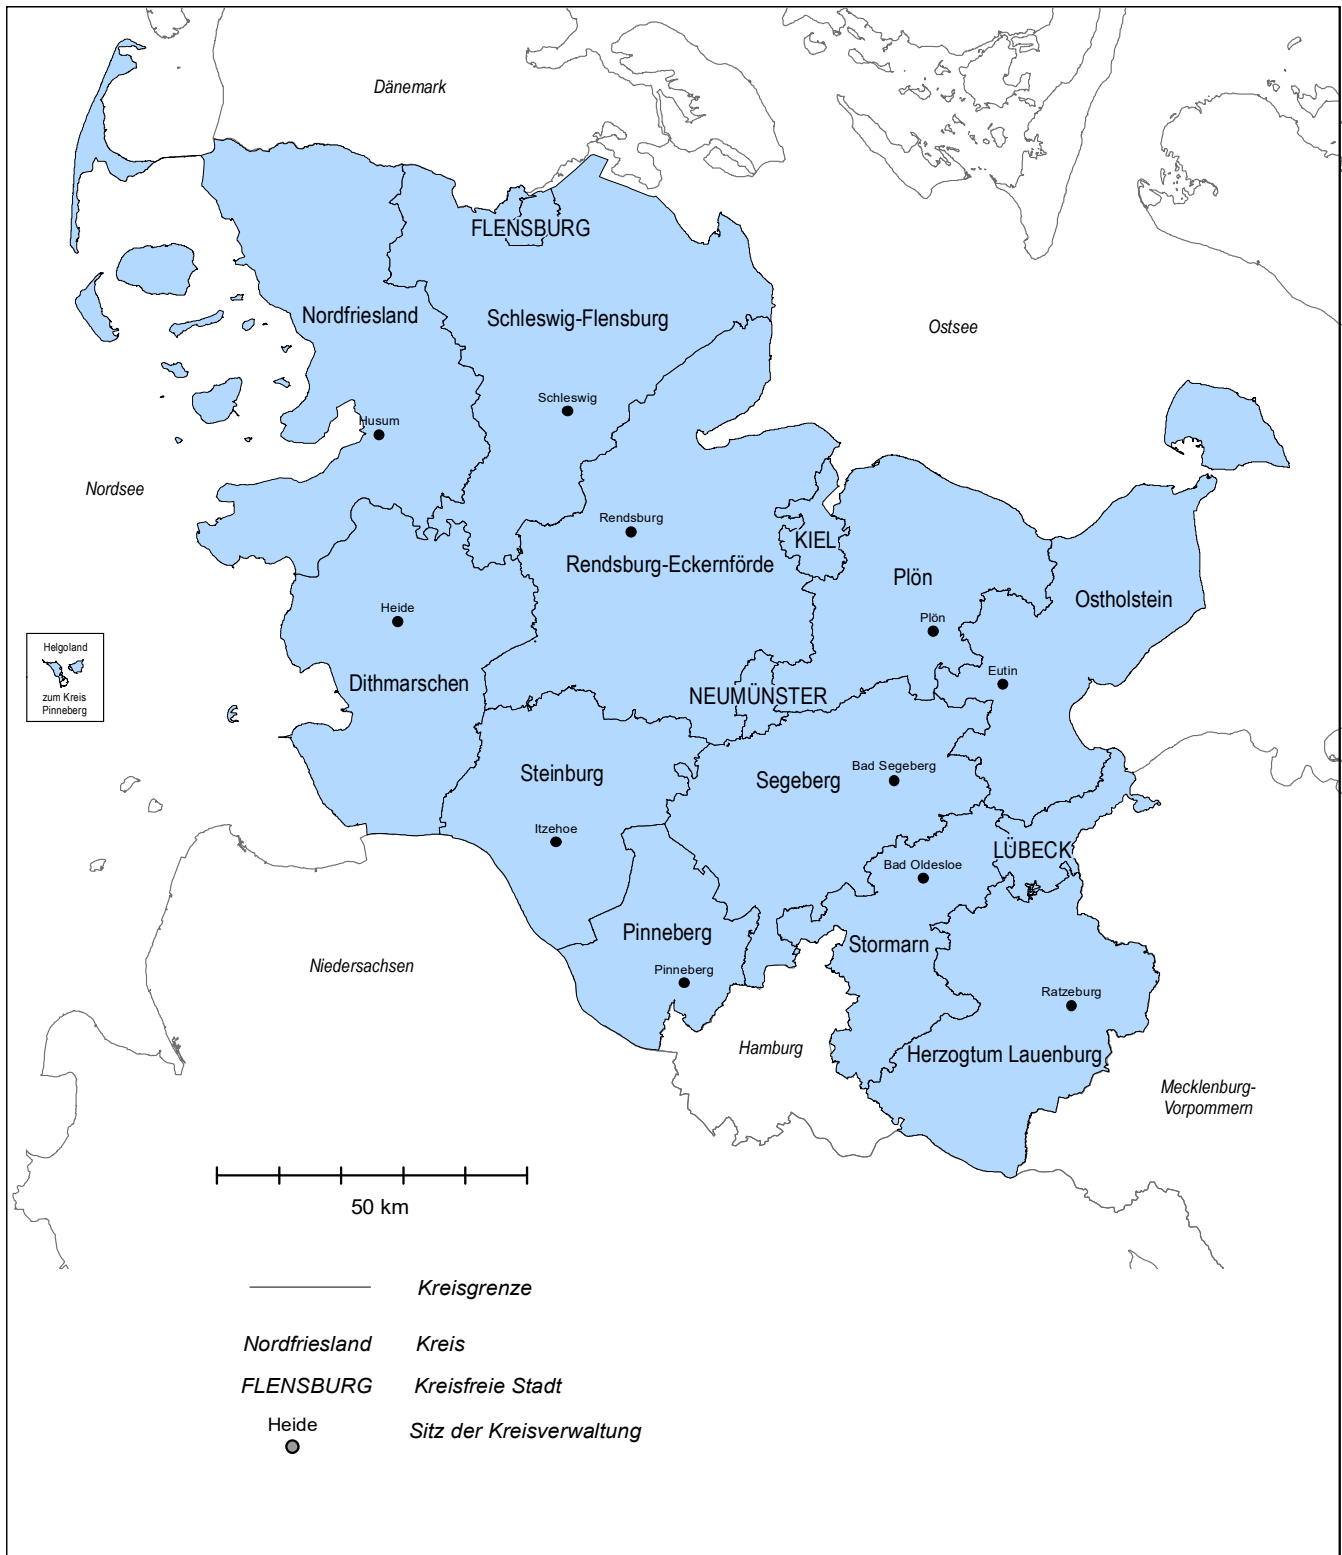 Dänemark
FLENSBURG
Nordfriesland
Schleswig-Flensburg
Ostsee
Schleswig
Husum
Nordsee
Rendsburg
KIEL
Rendsburg-Eckernförde
Plön
Ostholstein
Heide
Plön
Helgoland
zum Kreis
Pinneberg
Eutin
Dithmarschen
NEUMÜNSTER
Steinburg
Segeberg
Bad Segeberg
Itzehoe
LÜBECK
Bad Oldesloe
Pinneberg
Stormarn
Niedersachsen
Pinneberg
Ratzeburg
Hamburg
Herzogtum Lauenburg
Mecklenburg-
Vorpommern
50 km
Kreisgrenze
Nordfriesland Kreis
FLENSBURG Kreisfreie Stadt
Heide Sitz der Kreisverwaltung